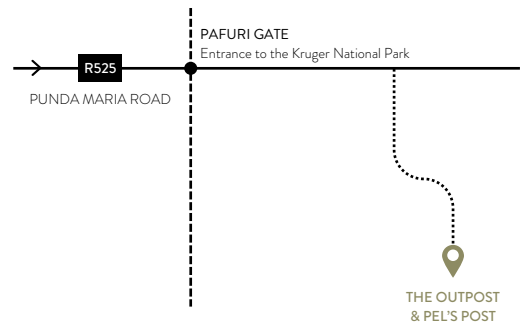 PAFURI GATE
Entrance to the Kruger National Park
R525
PUNDA MARIA ROAD
THE OUTPOST
& PEL'S POST